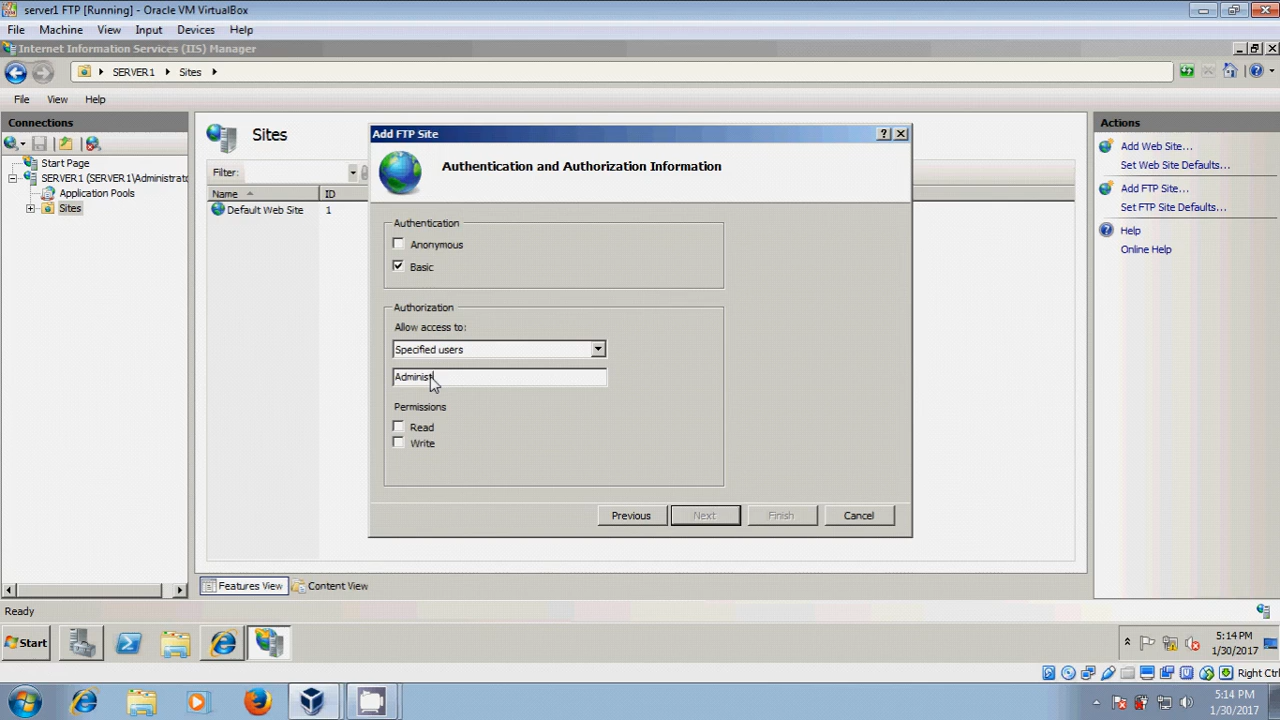 server1 FTP [Running] - Oracle VM VirtualBox
File Machine View Input Devices Help
Internet Information Services (IIS) Manager
SERVER1 Sites
File View Help
Connections
Start Page
SERVER1 (SERVER1\Administrato
Application Pools
Sites
Sites
Filter:
Name ID
Default Web Site 1
Features View Content View
Add FTP Site
Authentication and Authorization Information
Authentication
Anonymous
Basic
Authorization
Allow access to:
Specified users
Administ
Permissions
Read
Write
Previous Next Finish Cancel
Actions
Add Web Site...
Set Web Site Defaults...
Add FTP Site...
Set FTP Site Defaults...
Help
Online Help
Ready
Start
5:14 PM
1/30/2017
Right Ctrl
5:14 PM
1/30/2017